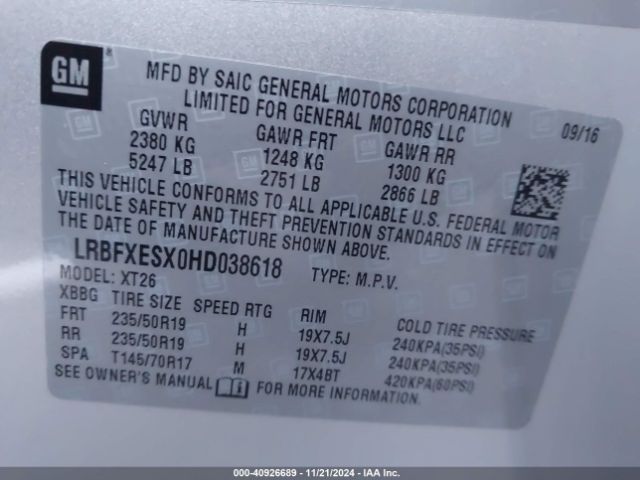 GM ®
MFD BY SAIC GENERAL MOTORS CORPORATION
LIMITED FOR GENERAL MOTORS LLC
09/16
GVWR GAWR FRT GAWR RR
2380 KG 1248 KG 1300 KG
5247 LB 2751 LB 2866 LB
THIS VEHICLE CONFORMS TO ALL APPLICABLE U.S. FEDERAL MOTOR
VEHICLE SAFETY AND THEFT PREVENTION STANDARDS IN EFFECT ON
THE DATE OF MANUFACTURE SHOWN ABOVE.
LRBFXESX0HD038618 TYPE: M.P.V.
MODEL: XT26
XBBG TIRE SIZE SPEED RTG RIM COLD TIRE PRESSURE
FRT 235/50R19 H 19X7.5J 240KPA(35PSI)
RR 235/50R19 H 19X7.5J 240KPA(35PSI)
SPA T145/70R17 M 17X4BT 420KPA(60PSI)
SEE OWNER'S MANUAL FOR MORE INFORMATION.
000-40926689 - 11/21/2024 - IAAI.COM